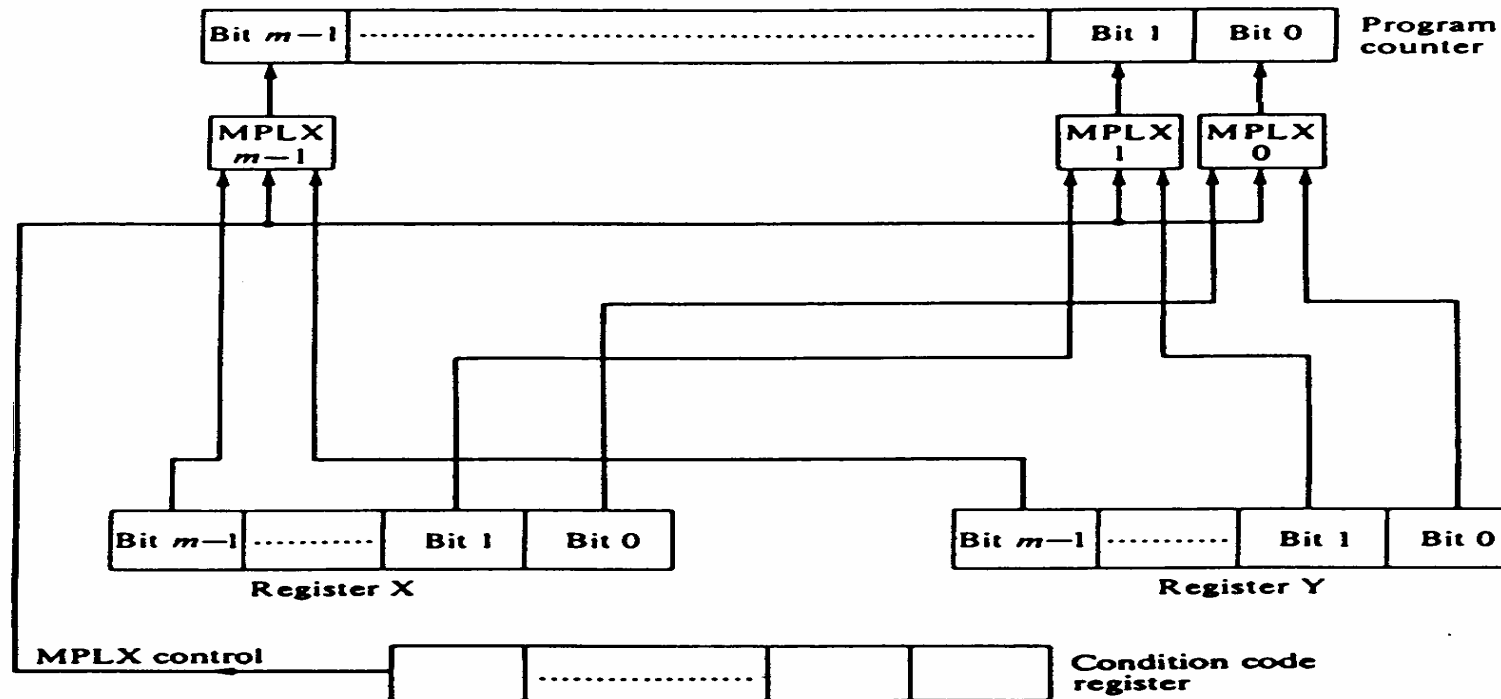 Bit m−1 Bit 1 Bit 0
Program
counter
MPLX
m−1
MPLX
1
MPLX
0
Bit m−1 Bit 1 Bit 0
Register X
Bit m−1 Bit 1 Bit 0
Register Y
MPLX control
Condition code
register